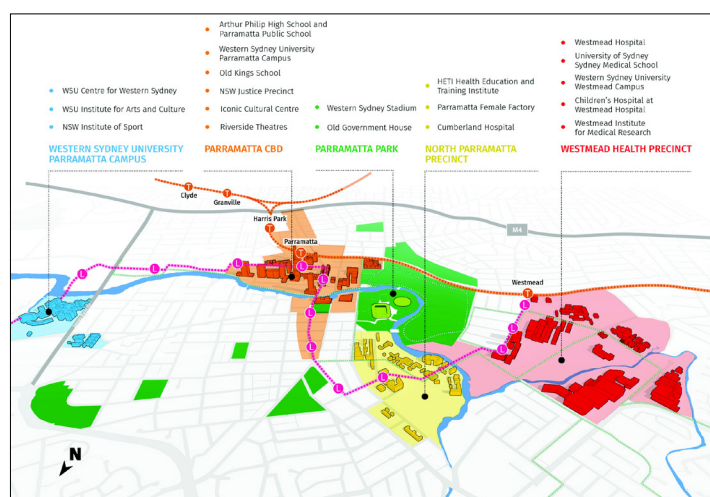 Arthur Philip High School and
Parramatta Public School
Western Sydney University
Parramatta Campus
Old Kings School
NSW Justice Precinct
Iconic Cultural Centre
Riverside Theatres
WSU Centre for Western Sydney
WSU Institute for Arts and Culture
NSW Institute of Sport
Western Sydney Stadium
Old Government House
HETI Health Education and
Training Institute
Parramatta Female Factory
Cumberland Hospital
Westmead Hospital
University of Sydney
Sydney Medical School
Western Sydney University
Westmead Campus
Children's Hospital at
Westmead Hospital
Westmead Institute
for Medical Research
WESTERN SYDNEY UNIVERSITY
PARRAMATTA CAMPUS
PARRAMATTA CBD
PARRAMATTA PARK
NORTH PARRAMATTA
PRECINCT
WESTMEAD HEALTH PRECINCT
T
Clyde
T
Granville
Harris Park
T
M4
Parramatta
T
Westmead
T
L
L
L
L
L
L
L
L
L
L
L
L
L
N